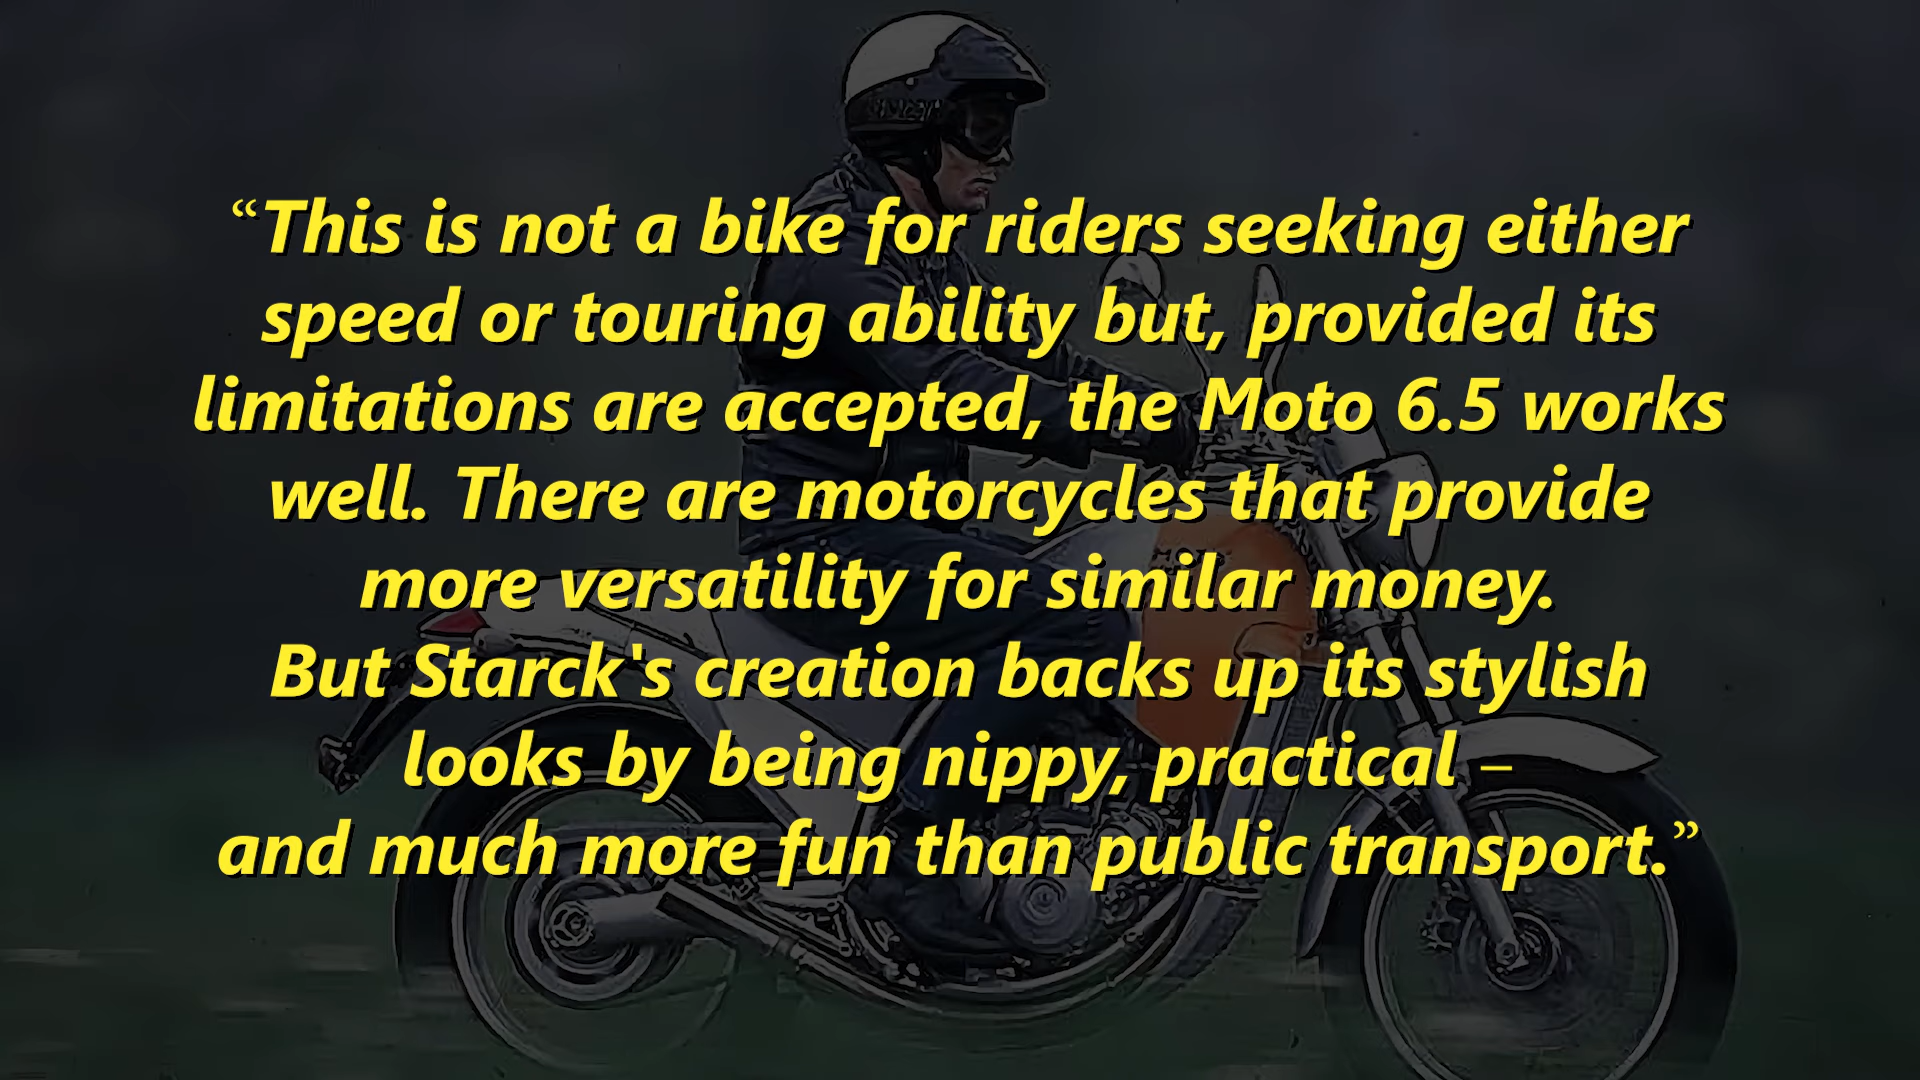 “This is not a bike for riders seeking either
speed or touring ability but, provided its
limitations are accepted, the Moto 6.5 works
well. There are motorcycles that provide
more versatility for similar money.
But Starck's creation backs up its stylish
looks by being nippy, practical –
and much more fun than public transport.”